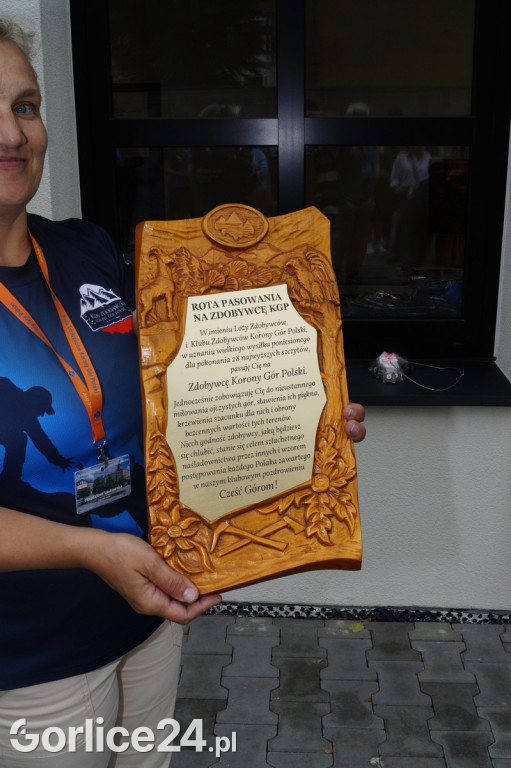 ROTA PASOWANIA
NA ZDOBYWCĘ KGP
W imieniu Loży Zdobywców
i Klubu Zdobywców Korony Gór Polski,
w uznaniu wielkiego wysiłku poniesionego
dla pokonania 28 najwyższych szczytów,
pasuję Cię na
Zdobywcę Korony Gór Polski.
Jednocześnie zobowiązuję Cię do nieustannego
miłowania ojczystych gór, sławienia ich piękna,
krzewienia szacunku dla nich i obrony
bezcennych wartości tych terenów.
Niech godność zdobywcy, jaką będziesz
się chlubić, stanie się celem szlachetnego
naśladownictwa przez innych i wzorem
postępowania każdego Polaka zawartego
w naszym klubowym pozdrowieniu
Cześć Górom!
Gorlice24.pl